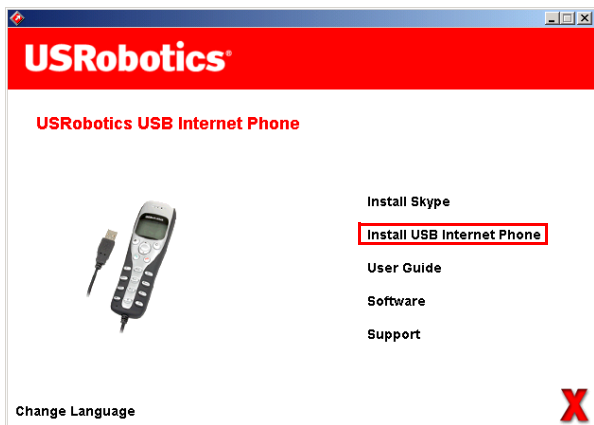 USRobotics®
USRobotics USB Internet Phone
Install Skype
Install USB Internet Phone
User Guide
Software
Support
Change Language